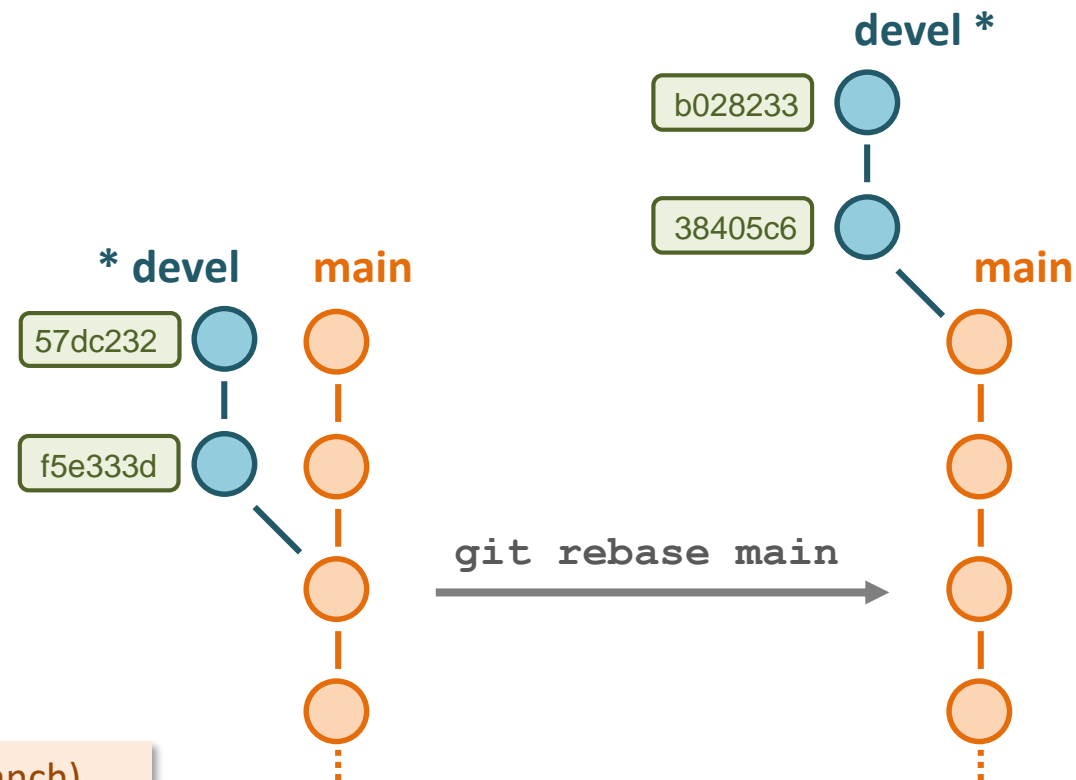 devel *
b028233
38405c6
* devel
main
main
57dc232
f5e333d
git rebase main